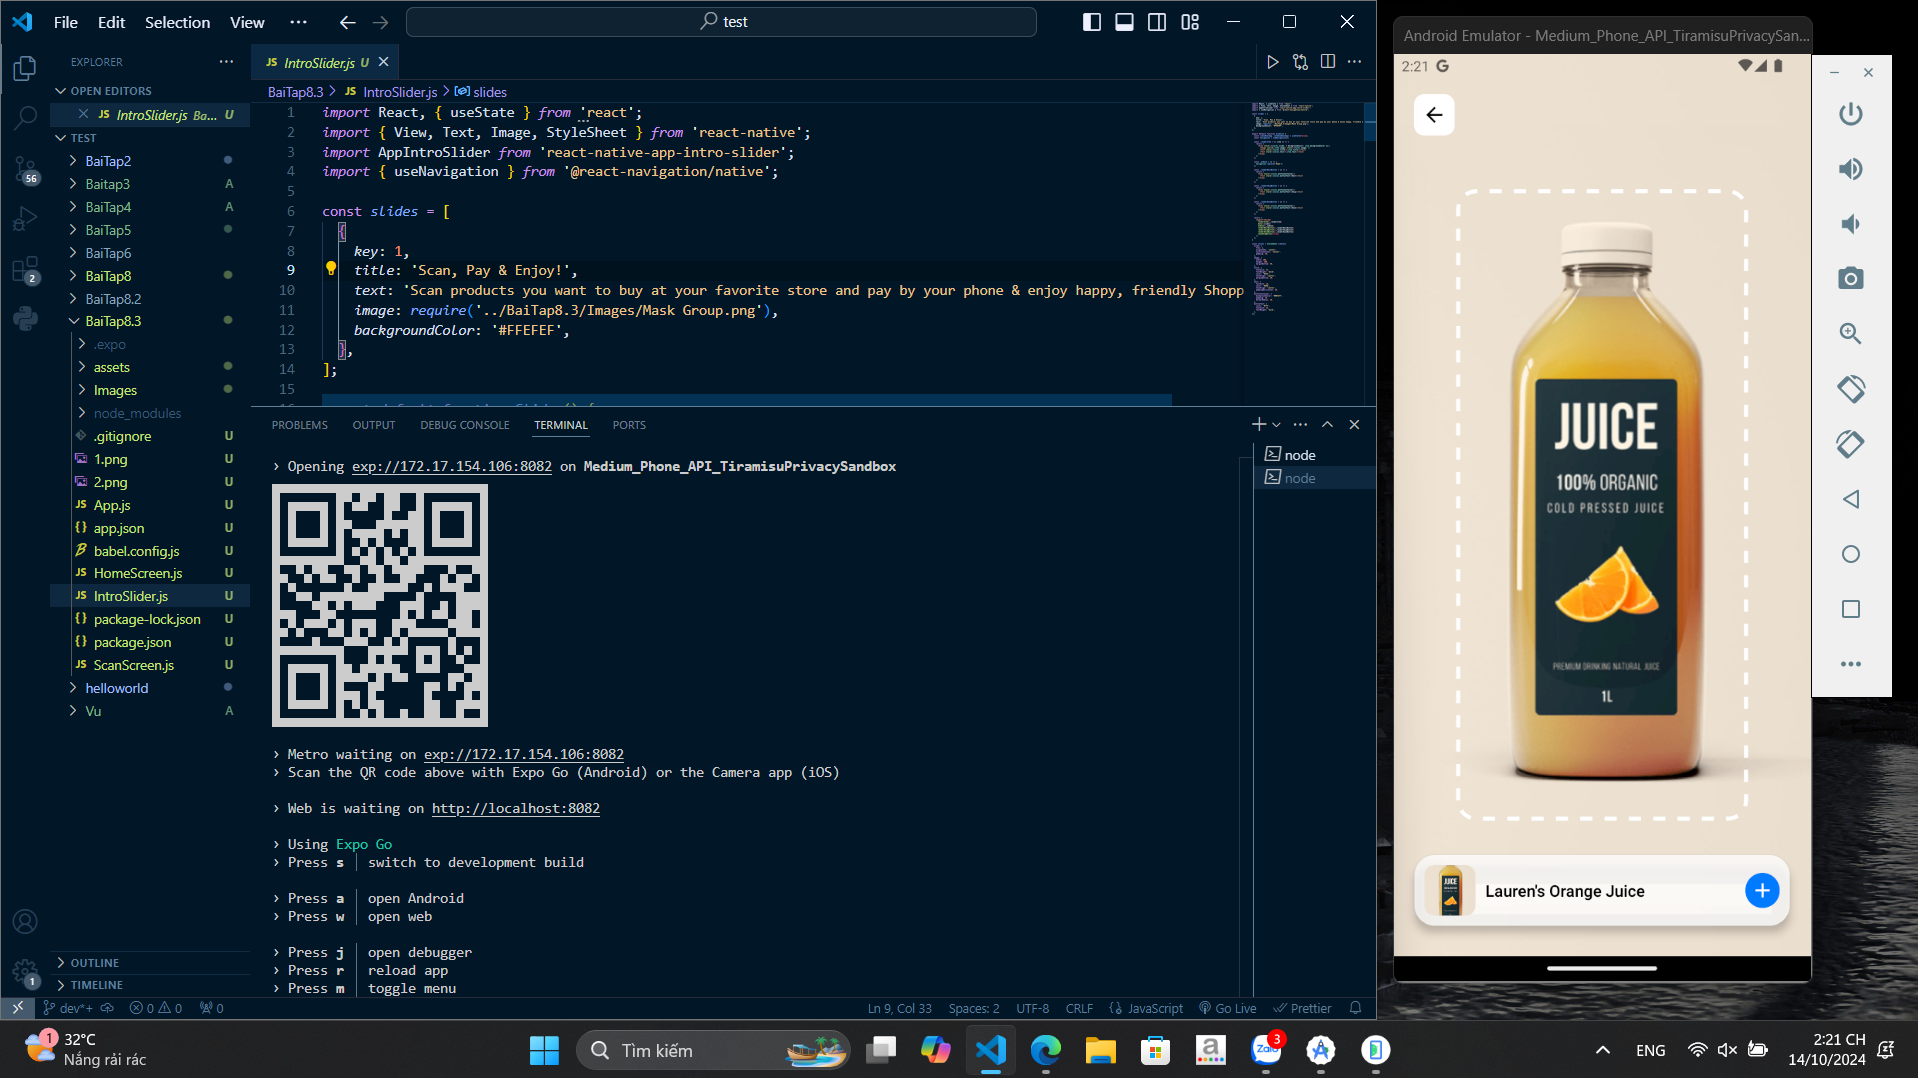 File Edit Selection View ··· test
EXPLORER
OPEN EDITORS
IntroSlider.js Ba... U
TEST
BaiTap2
Baitap3 A
BaiTap4 A
BaiTap5
BaiTap6
BaiTap8
BaiTap8.2
BaiTap8.3
.expo
assets
Images
node_modules
.gitignore U
1.png U
2.png U
App.js U
app.json U
babel.config.js U
HomeScreen.js U
IntroSlider.js U
package-lock.json U
package.json U
ScanScreen.js U
helloworld
Vu A
OUTLINE
TIMELINE
56
2
1
JS IntroSlider.js U
BaiTap8.3 > JS IntroSlider.js > slides
1 import React, { useState } from 'react';
2 import { View, Text, Image, StyleSheet } from 'react-native';
3 import AppIntroSlider from 'react-native-app-intro-slider';
4 import { useNavigation } from '@react-navigation/native';
5
6 const slides = [
7 {
8 key: 1,
9 title: 'Scan, Pay & Enjoy!',
10 text: 'Scan products you want to buy at your favorite store and pay by your phone & enjoy happy, friendly Shopp
11 image: require('../BaiTap8.3/Images/Mask Group.png'),
12 backgroundColor: '#FFEFEF',
13 },
14 ];
15
PROBLEMS OUTPUT DEBUG CONSOLE TERMINAL PORTS
node
node
› Opening exp://172.17.154.106:8082 on Medium_Phone_API_TiramisuPrivacySandbox
› Metro waiting on exp://172.17.154.106:8082
› Scan the QR code above with Expo Go (Android) or the Camera app (iOS)
› Web is waiting on http://localhost:8082
› Using Expo Go
› Press s │ switch to development build
› Press a │ open Android
› Press w │ open web
› Press j │ open debugger
› Press r │ reload app
› Press m │ toggle menu
dev*+ 0 0 0 Ln 9, Col 33 Spaces: 2 UTF-8 CRLF {} JavaScript Go Live Prettier
Android Emulator - Medium_Phone_API_TiramisuPrivacySan...
2:21 G
JUICE
100% ORGANIC
COLD PRESSED JUICE
PREMIUM DRINKING NATURAL JUICE
1L
JUICE
Lauren's Orange Juice
1 32°C
Nắng rải rác
Tìm kiếm
a
Zalo 3
ENG
2:21 CH
14/10/2024